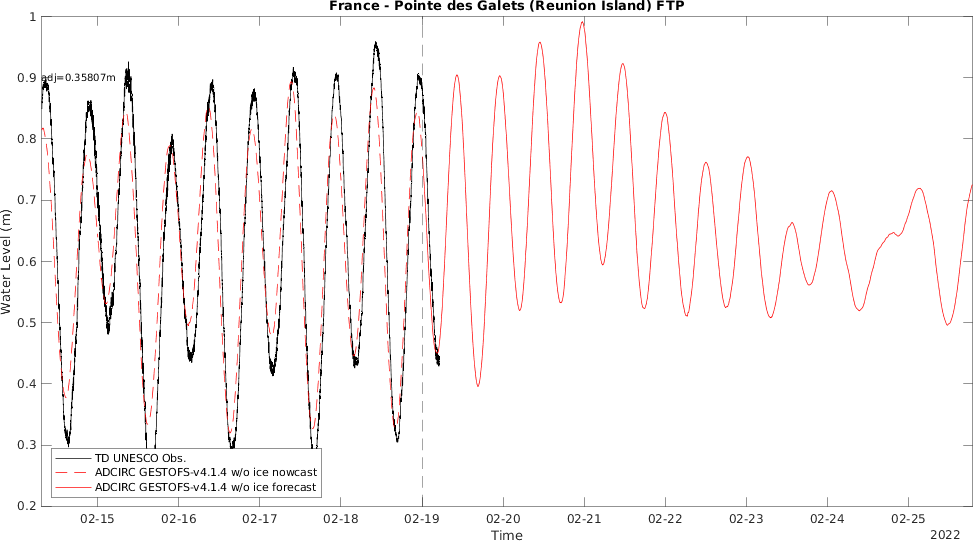 France - Pointe des Galets (Reunion Island) FTP
1
0.9
0.8
0.7
0.6
0.5
0.4
0.3
0.2
Water Level (m)
adj=0.35807m
TD UNESCO Obs.
ADCIRC GESTOFS-v4.1.4 w/o ice nowcast
ADCIRC GESTOFS-v4.1.4 w/o ice forecast
02-15 02-16 02-17 02-18 02-19 02-20 02-21 02-22 02-23 02-24 02-25
Time
2022